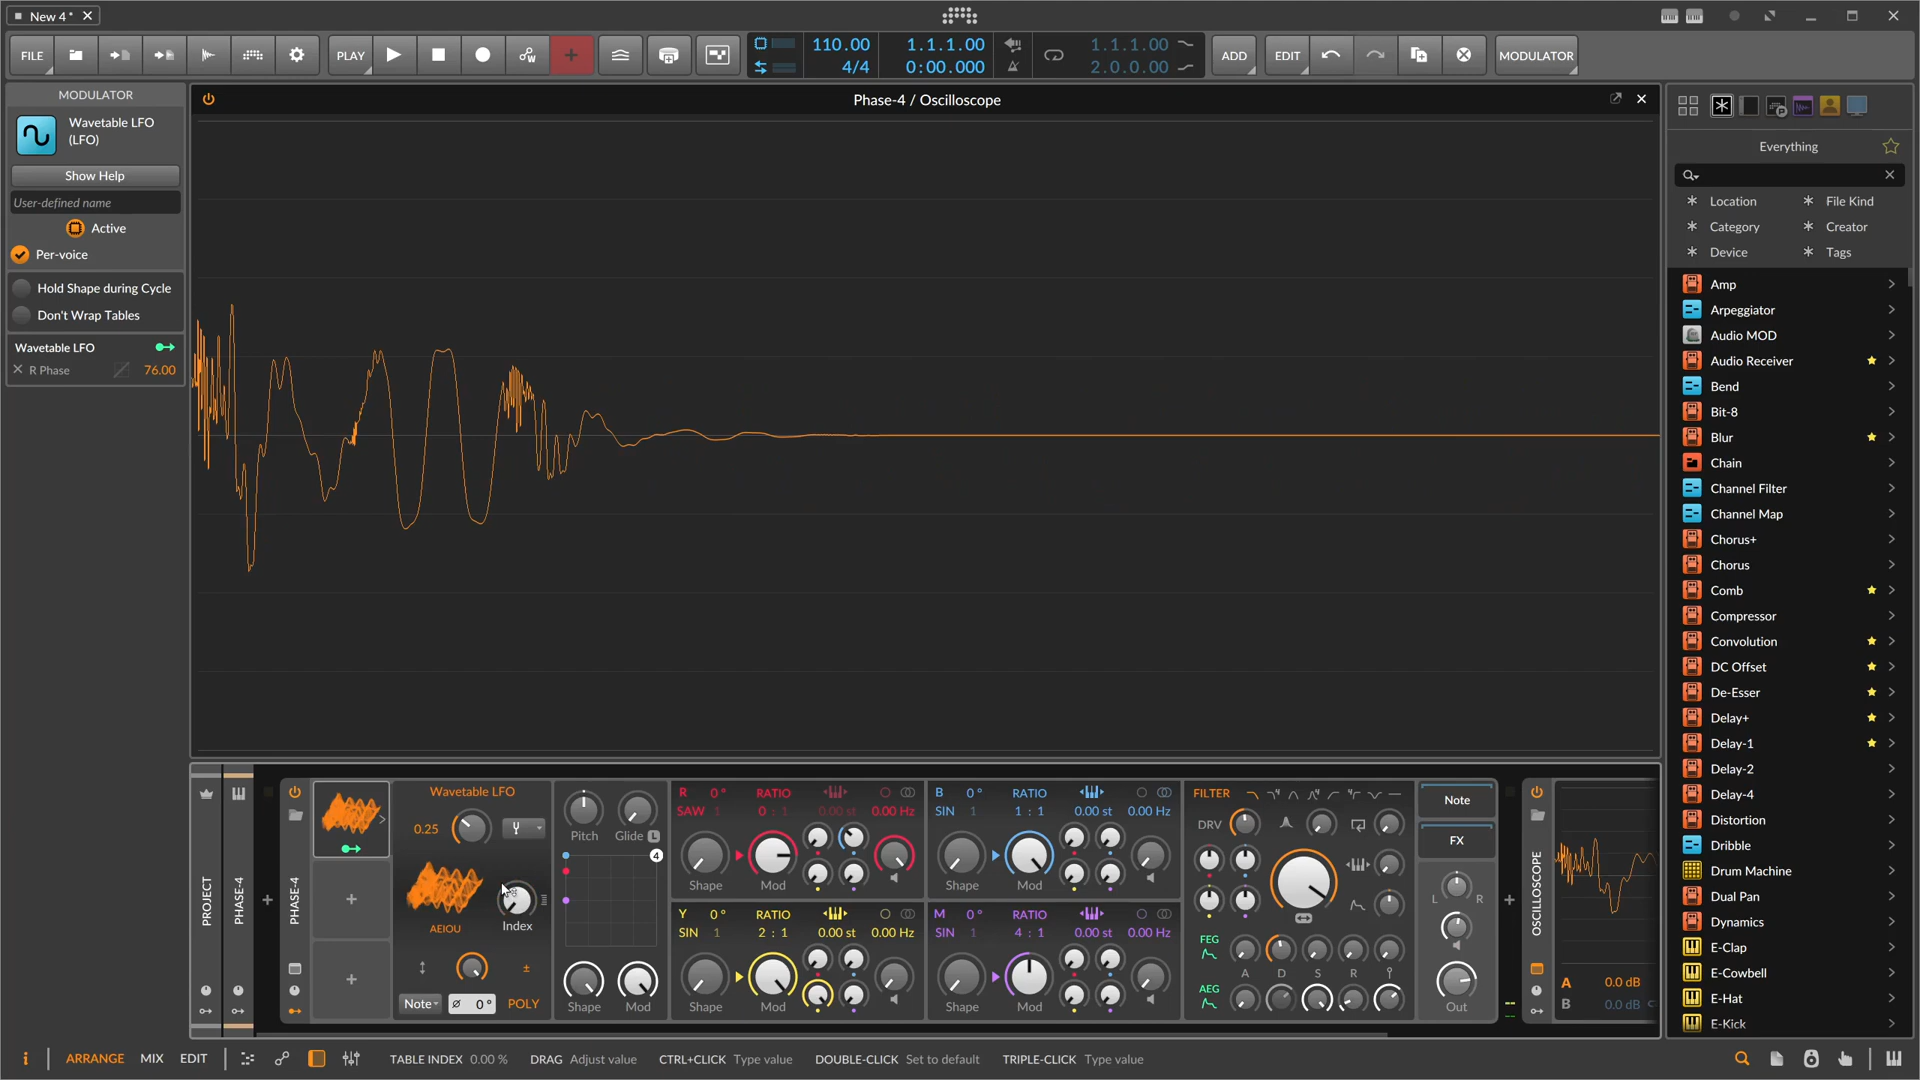 New 4 *
FILE
PLAY
110.00
4/4
1.1.1.00
0:00.000
1.1.1.00
2.0.0.00
ADD
EDIT
MODULATOR
MODULATOR
Wavetable LFO
(LFO)
Show Help
User-defined name
Active
Per-voice
Hold Shape during Cycle
Don't Wrap Tables
Wavetable LFO
R Phase 76.00
Phase-4 / Oscilloscope
Everything
Location File Kind
Category Creator
Device Tags
Amp
Arpeggiator
Audio MOD
Audio Receiver
Bend
Bit-8
Blur
Chain
Channel Filter
Channel Map
Chorus+
Chorus
Comb
Compressor
Convolution
DC Offset
De-Esser
Delay+
Delay-1
Delay-2
Delay-4
Distortion
Dribble
Drum Machine
Dual Pan
Dynamics
E-Clap
E-Cowbell
E-Hat
E-Kick
PROJECT
PHASE-4
PHASE-4
Wavetable LFO
0.25
AEIOU
Index
Note
ø 0 °
POLY
Pitch Glide L
4
Shape Mod
R 0 ° RATIO
SAW 1 0 : 1 0.00 st 0.00 Hz
Shape Mod
B 0 ° RATIO
SIN 1 1 : 1 0.00 st 0.00 Hz
Shape Mod
Y 0 ° RATIO
SIN 1 2 : 1 0.00 st 0.00 Hz
Shape Mod
M 0 ° RATIO
SIN 1 4 : 1 0.00 st 0.00 Hz
Shape Mod
FILTER
DRV
FEG
A D S R
AEG
Note
FX
L R
Out
OSCILLOSCOPE
A 0.0 dB
B 0.0 dB
ARRANGE MIX EDIT
TABLE INDEX 0.00 % DRAG Adjust value CTRL+CLICK Type value DOUBLE-CLICK Set to default TRIPLE-CLICK Type value